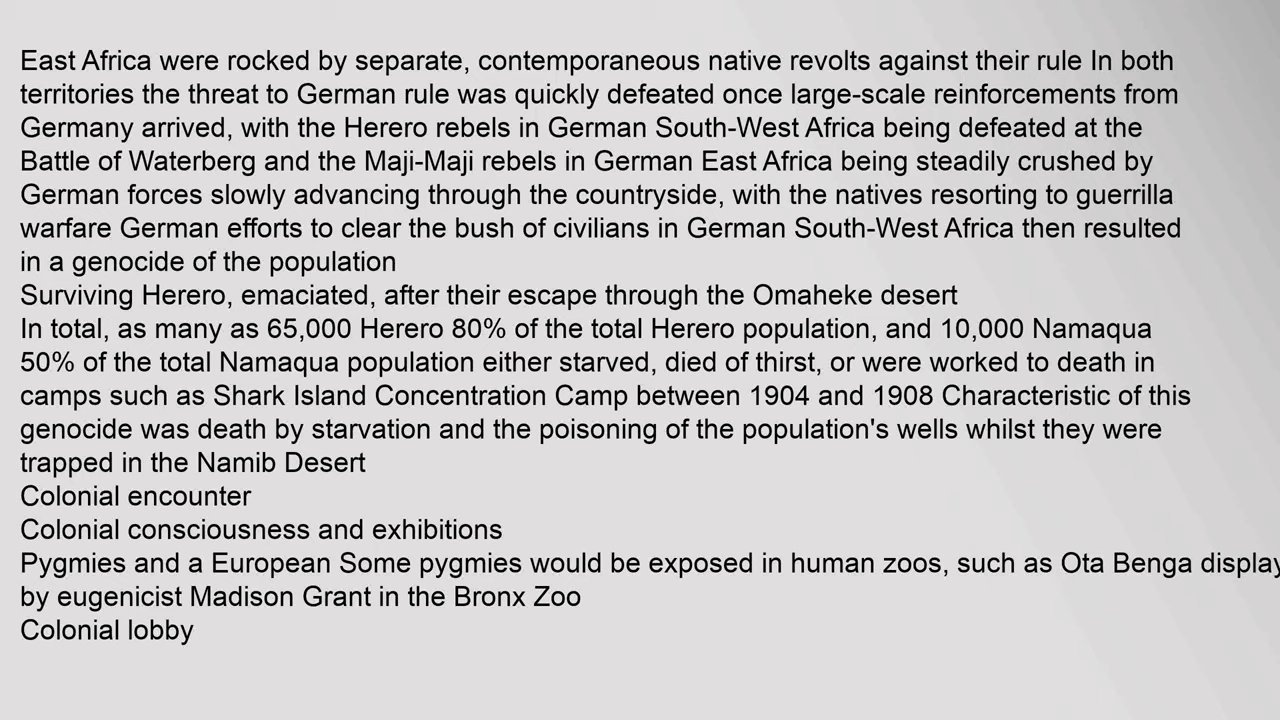 East Africa were rocked by separate, contemporaneous native revolts against their rule In both
territories the threat to German rule was quickly defeated once large-scale reinforcements from
Germany arrived, with the Herero rebels in German South-West Africa being defeated at the
Battle of Waterberg and the Maji-Maji rebels in German East Africa being steadily crushed by
German forces slowly advancing through the countryside, with the natives resorting to guerrilla
warfare German efforts to clear the bush of civilians in German South-West Africa then resulted
in a genocide of the population
Surviving Herero, emaciated, after their escape through the Omaheke desert
In total, as many as 65,000 Herero 80% of the total Herero population, and 10,000 Namaqua
50% of the total Namaqua population either starved, died of thirst, or were worked to death in
camps such as Shark Island Concentration Camp between 1904 and 1908 Characteristic of this
genocide was death by starvation and the poisoning of the population's wells whilst they were
trapped in the Namib Desert
Colonial encounter
Colonial consciousness and exhibitions
Pygmies and a European Some pygmies would be exposed in human zoos, such as Ota Benga display
by eugenicist Madison Grant in the Bronx Zoo
Colonial lobby